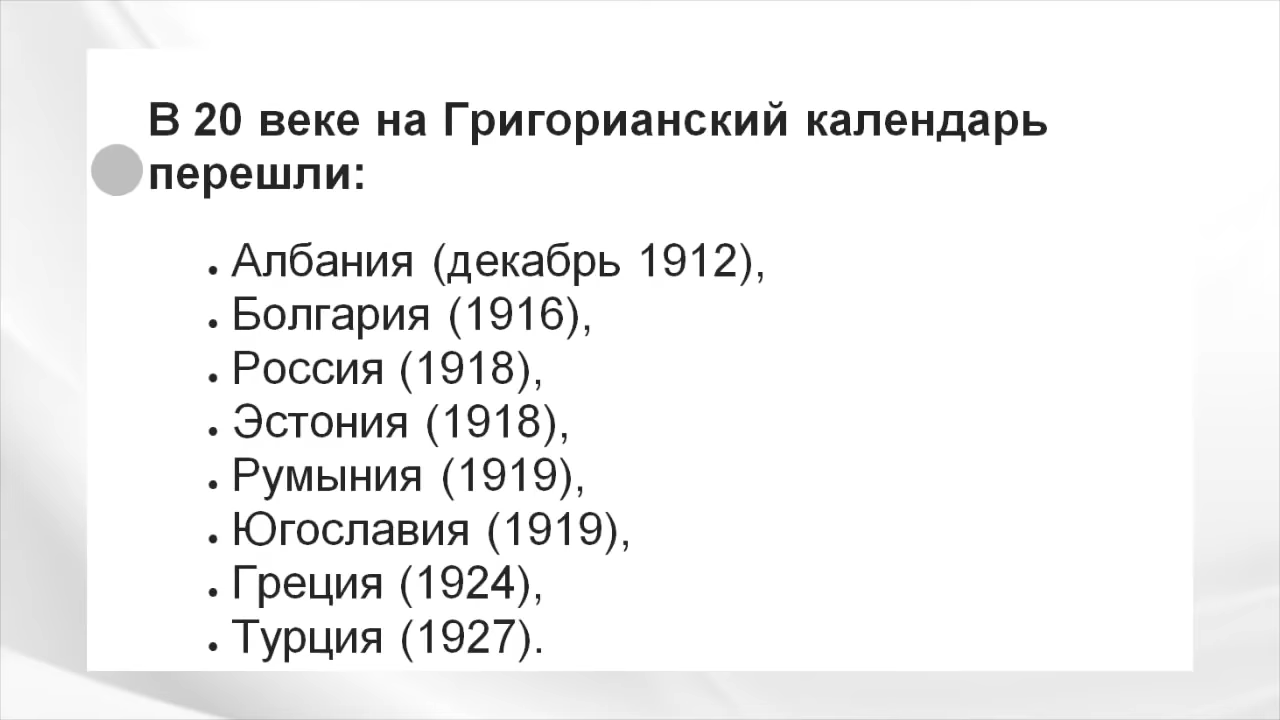 В 20 веке на Григорианский календарь
перешли:
• Албания (декабрь 1912),
• Болгария (1916),
• Россия (1918),
• Эстония (1918),
• Румыния (1919),
• Югославия (1919),
• Греция (1924),
• Турция (1927).